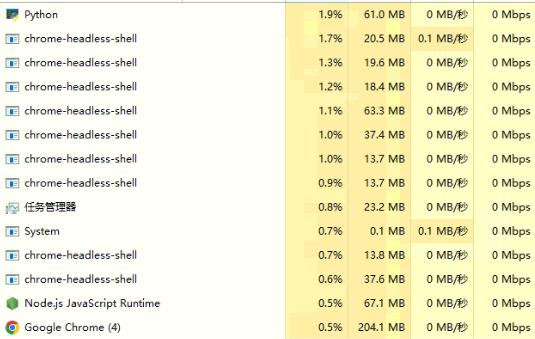 Python 1.9% 61.0 MB 0 MB/秒 0 Mbps
chrome-headless-shell 1.7% 20.5 MB 0.1 MB/秒 0 Mbps
chrome-headless-shell 1.3% 19.6 MB 0 MB/秒 0 Mbps
chrome-headless-shell 1.2% 18.4 MB 0 MB/秒 0 Mbps
chrome-headless-shell 1.1% 63.3 MB 0 MB/秒 0 Mbps
chrome-headless-shell 1.0% 37.4 MB 0 MB/秒 0 Mbps
chrome-headless-shell 1.0% 13.7 MB 0 MB/秒 0 Mbps
chrome-headless-shell 0.9% 13.7 MB 0 MB/秒 0 Mbps
任务管理器 0.8% 23.2 MB 0 MB/秒 0 Mbps
System 0.7% 0.1 MB 0.1 MB/秒 0 Mbps
chrome-headless-shell 0.7% 13.8 MB 0 MB/秒 0 Mbps
chrome-headless-shell 0.6% 37.6 MB 0 MB/秒 0 Mbps
Node.js JavaScript Runtime 0.5% 67.1 MB 0 MB/秒 0 Mbps
Google Chrome (4) 0.5% 204.1 MB 0 MB/秒 0 Mbps